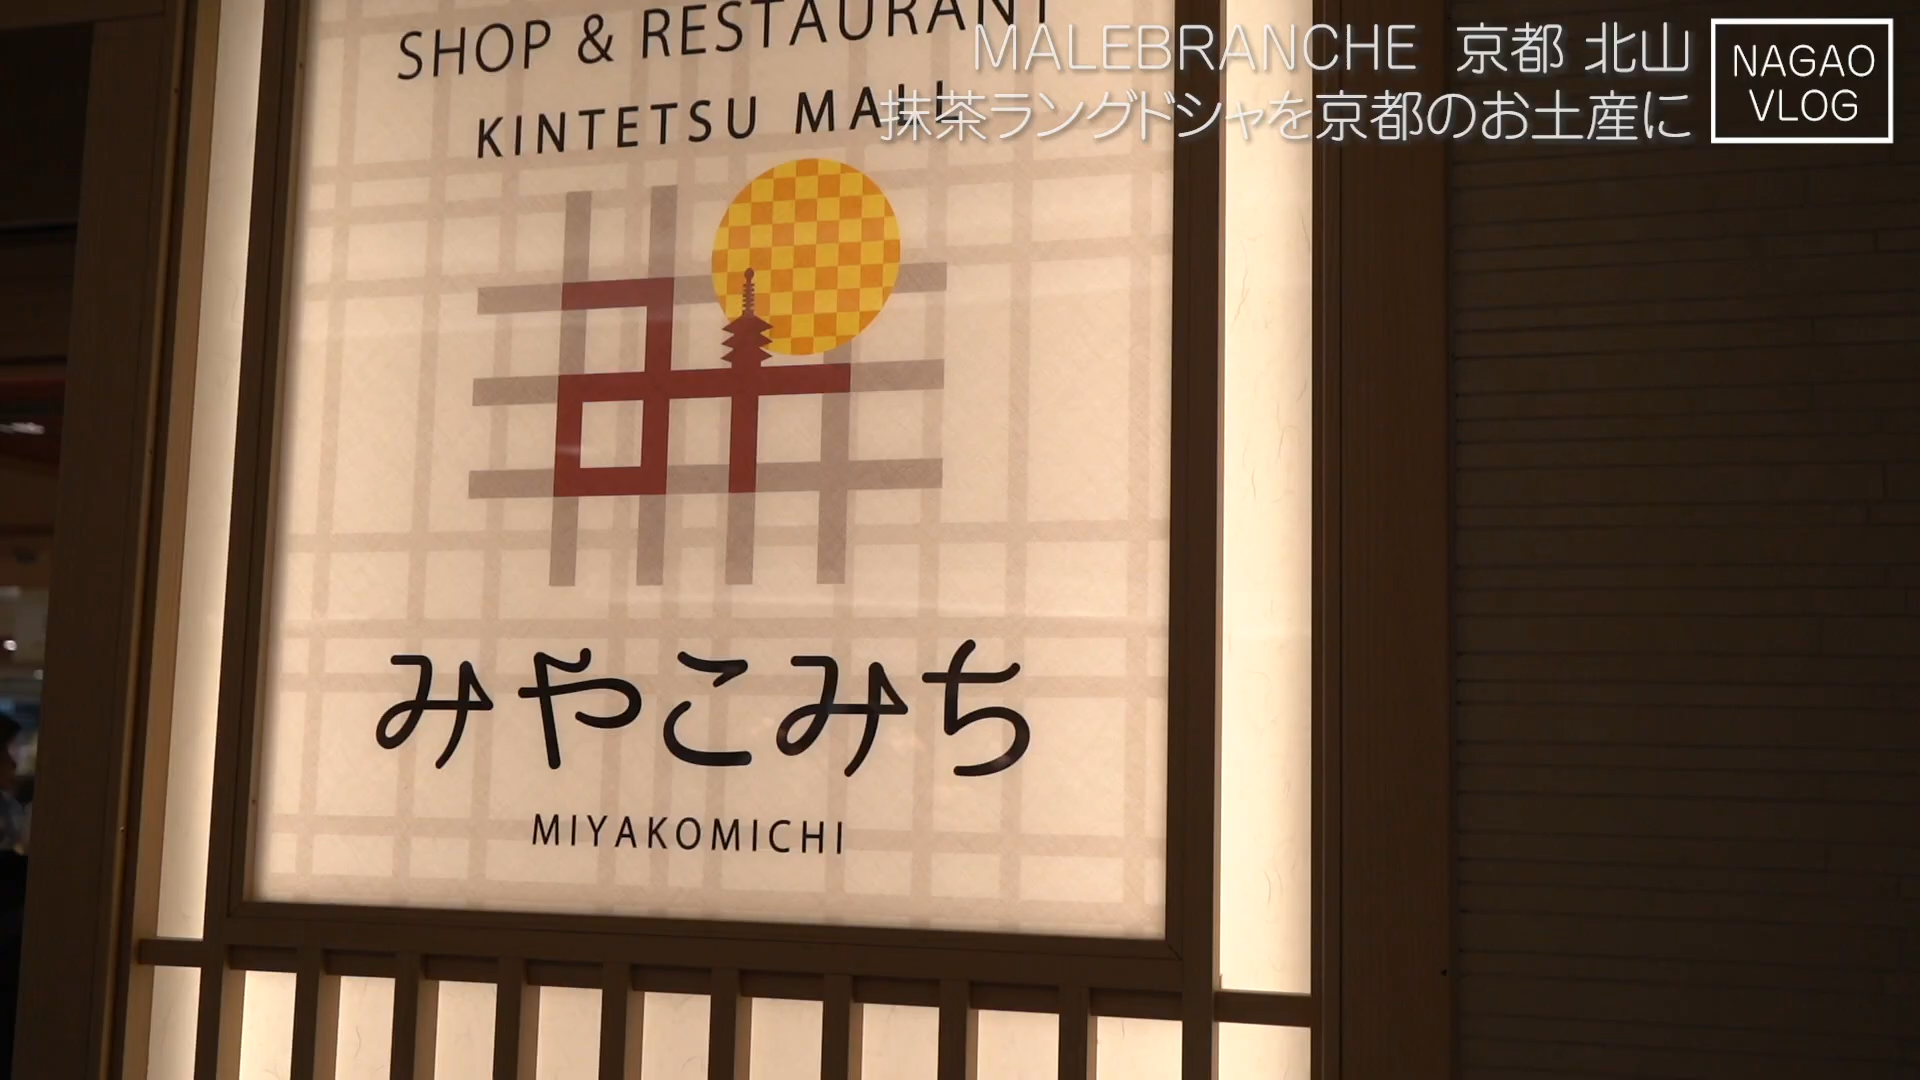 SHOP & RESTAURANT
KINTETSU MALL
みやこみち
MIYAKOMICHI
MALEBRANCHE 京都 北山
抹茶ラングドシャを京都のお土産に
NAGAO
VLOG